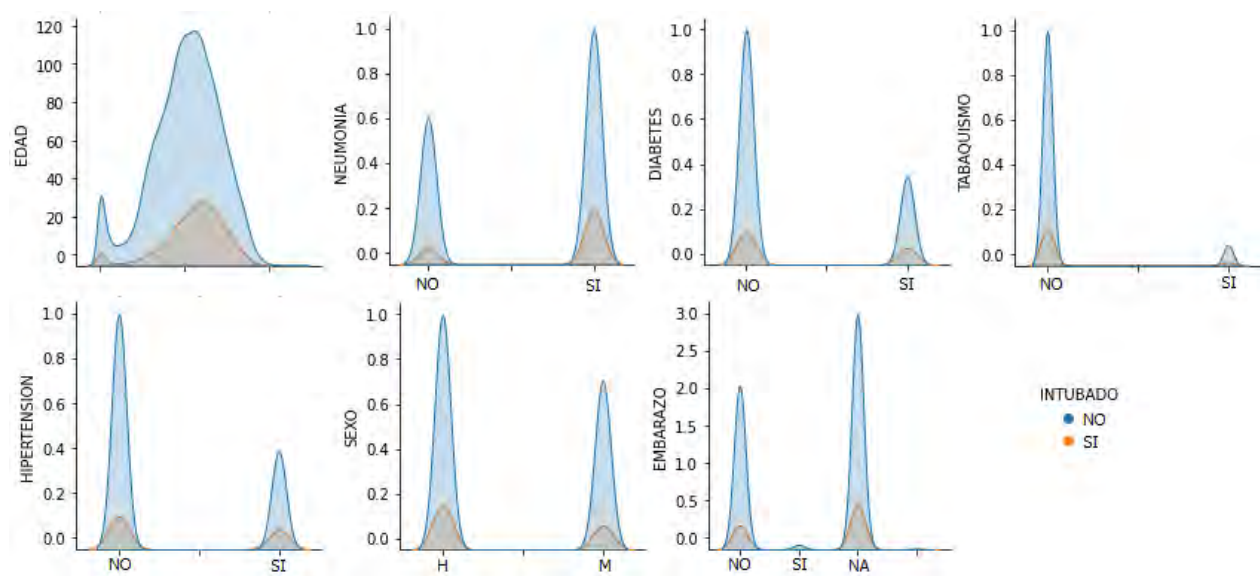 EDAD
120
100
80
60
40
20
0
NEUMONIA
1.0
0.8
0.6
0.4
0.2
0.0
NO SI
DIABETES
1.0
0.8
0.6
0.4
0.2
0.0
NO SI
TABAQUISMO
1.0
0.8
0.6
0.4
0.2
0.0
NO SI
HIPERTENSION
1.0
0.8
0.6
0.4
0.2
0.0
NO SI
SEXO
1.0
0.8
0.6
0.4
0.2
0.0
H M
EMBARAZO
3.0
2.5
2.0
1.5
1.0
0.5
0.0
NO SI NA
INTUBADO
NO
SI